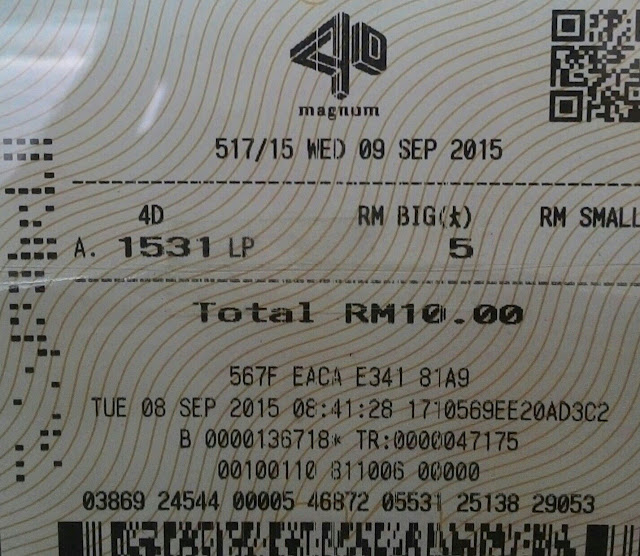 4D
magnum
517/15 WED 09 SEP 2015
4D RM BIG(大) RM SMALL
A. 1531 LP 5
Total RM10.00
567F EACA E341 81A9
TUE 08 SEP 2015 08:41:28 1710569EE20AD3C2
B 0000136718* TR:0000047175
00100110 811006 00000
03869 24544 00005 46872 05531 25138 29053